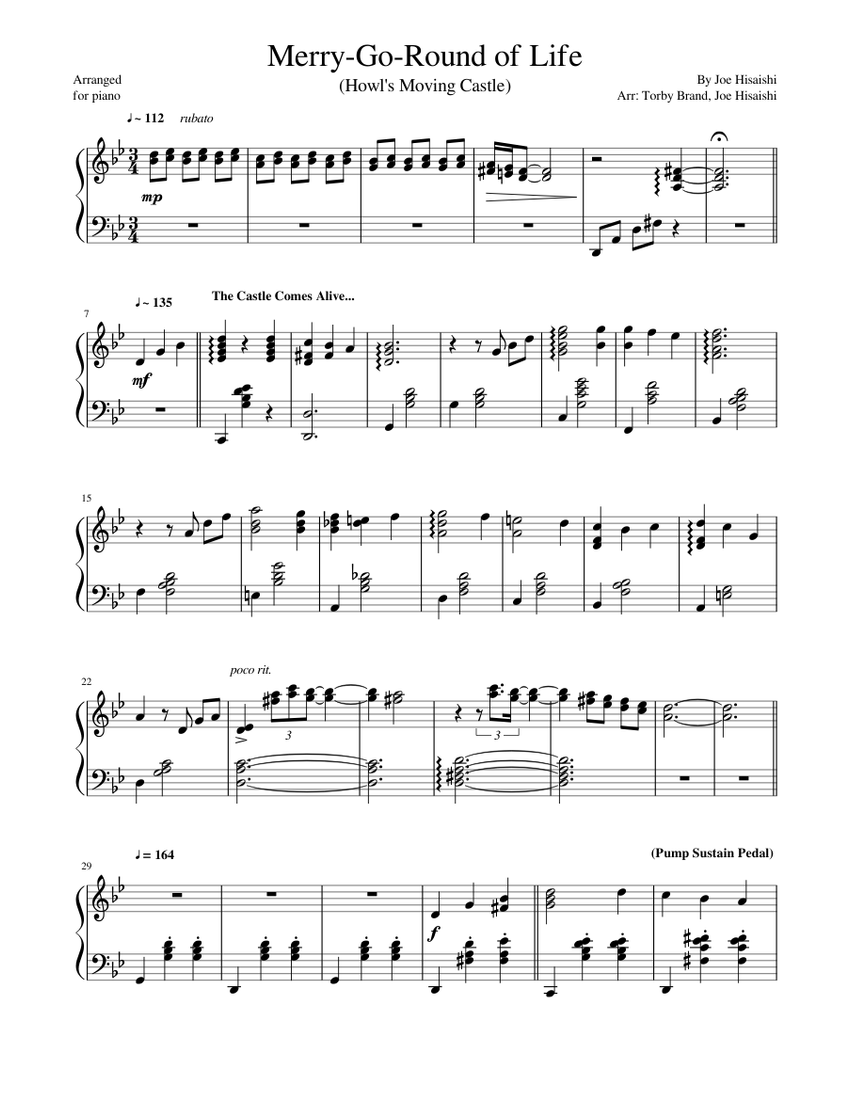 Merry-Go-Round of Life
(Howl's Moving Castle)
Arranged
for piano
By Joe Hisaishi
Arr: Torby Brand, Joe Hisaishi
♩~ 112 rubato
mp
7
♩~ 135
The Castle Comes Alive...
mf
15
22
poco rit.
3
3
29
♩= 164
(Pump Sustain Pedal)
f